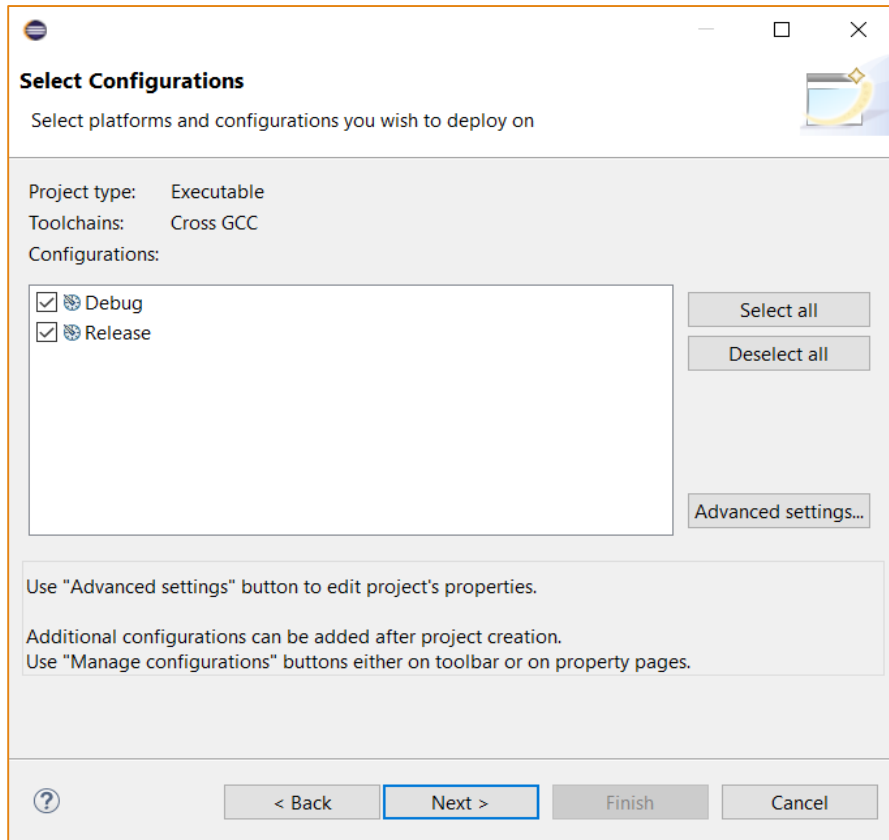 Select Configurations
Select platforms and configurations you wish to deploy on
Project type: Executable
Toolchains: Cross GCC
Configurations:
Debug
Release
Select all
Deselect all
Advanced settings...
Use "Advanced settings" button to edit project's properties.
Additional configurations can be added after project creation.
Use "Manage configurations" buttons either on toolbar or on property pages.
?
< Back
Next >
Finish
Cancel